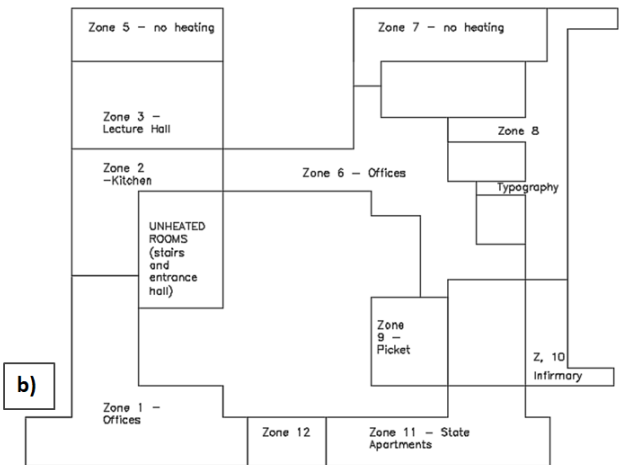 Zone 5 – no heating
Zone 7 – no heating
Zone 3 –
Lecture Hall
Zone 8
Zone 2
–Kitchen
Zone 6 – Offices
Typography
UNHEATED
ROOMS
(stairs
and
entrance
hall)
Zone
9 –
Picket
Z, 10
Infirmary
b)
Zone 1 –
Offices
Zone 12
Zone 11 – State
Apartments